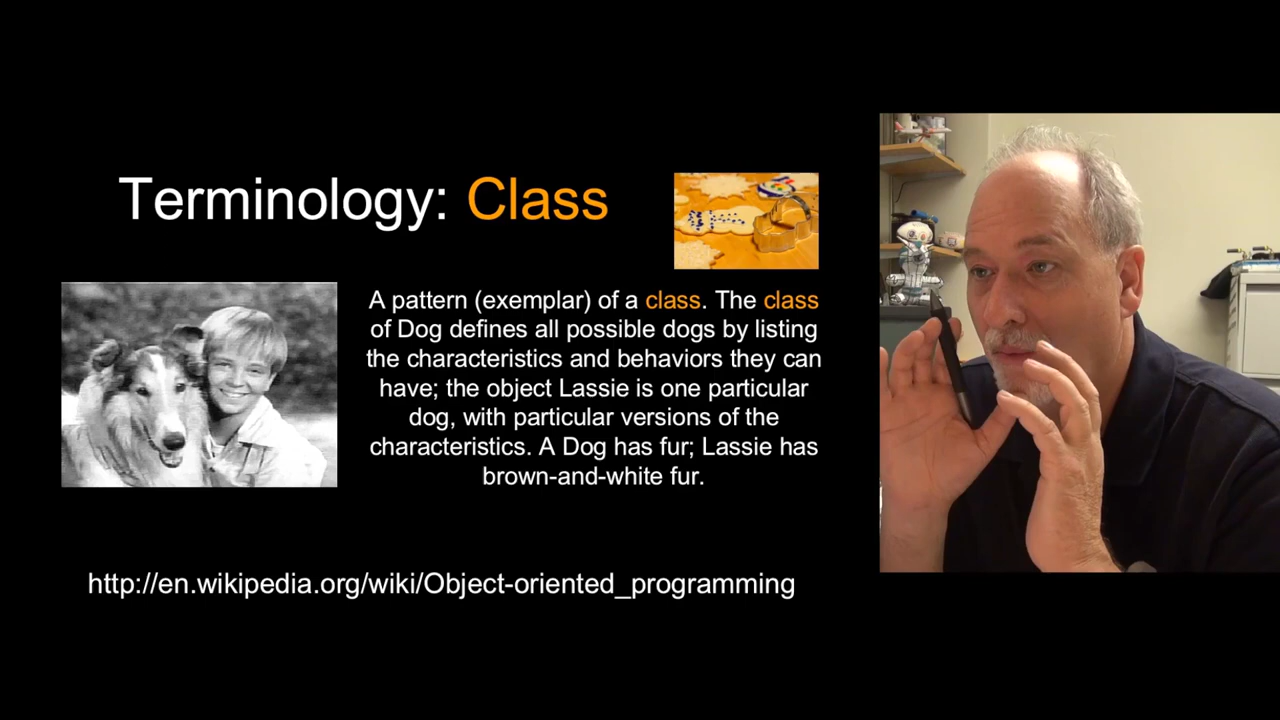 Terminology: Class
A pattern (exemplar) of a class. The class
of Dog defines all possible dogs by listing
the characteristics and behaviors they can
have; the object Lassie is one particular
dog, with particular versions of the
characteristics. A Dog has fur; Lassie has
brown-and-white fur.
http://en.wikipedia.org/wiki/Object-oriented_programming